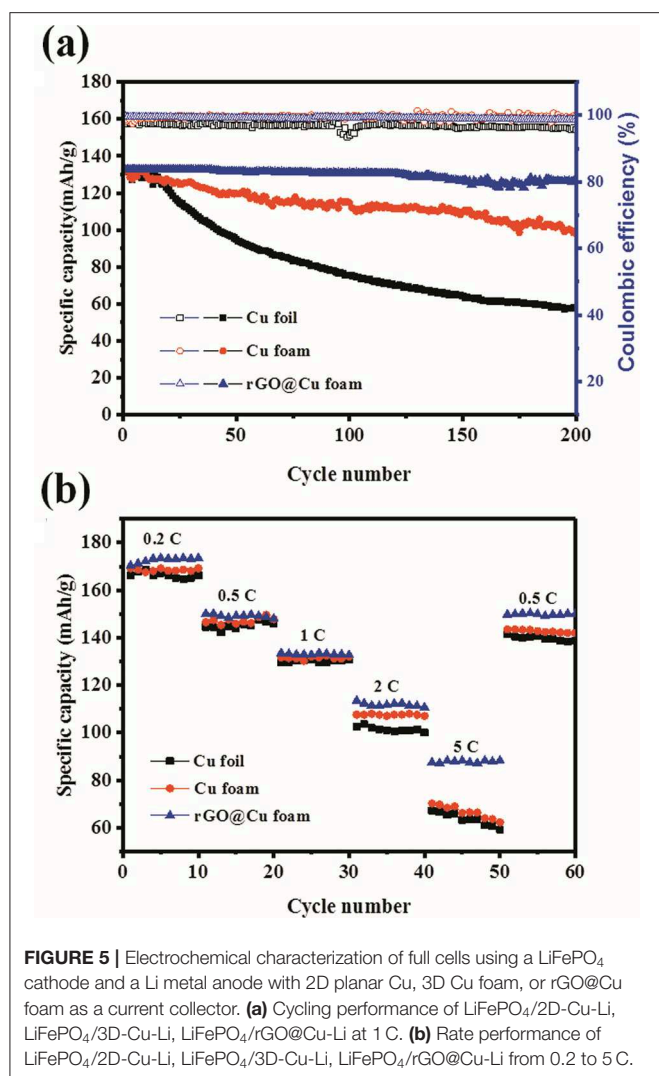 (a)
180
160
140
120
100
80
60
40
20
0
Specific capacity(mAh/g)
100
80
60
40
20
Coulombic efficiency (%)
Cu foil
Cu foam
rGO@Cu foam
0 50 100 150 200
Cycle number
(b)
180
160
140
120
100
80
60
Specific capacity (mAh/g)
0.2 C
0.5 C
1 C
2 C
5 C
0.5 C
Cu foil
Cu foam
rGO@Cu foam
0 10 20 30 40 50 60
Cycle number
FIGURE 5 | Electrochemical characterization of full cells using a LiFePO₄
cathode and a Li metal anode with 2D planar Cu, 3D Cu foam, or rGO@Cu
foam as a current collector. (a) Cycling performance of LiFePO₄/2D-Cu-Li,
LiFePO₄/3D-Cu-Li, LiFePO₄/rGO@Cu-Li at 1 C. (b) Rate performance of
LiFePO₄/2D-Cu-Li, LiFePO₄/3D-Cu-Li, LiFePO₄/rGO@Cu-Li from 0.2 to 5 C.